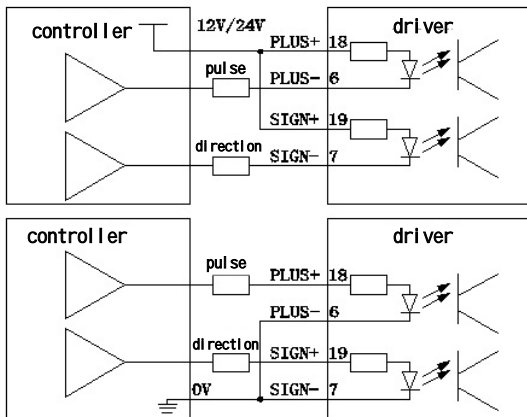 controller 12V/24V driver
PLUS+ 18
pulse PLUS- 6
SIGN+ 19
direction SIGN- 7
controller driver
pulse PLUS+ 18
PLUS- 6
direction SIGN+ 19
0V SIGN- 7